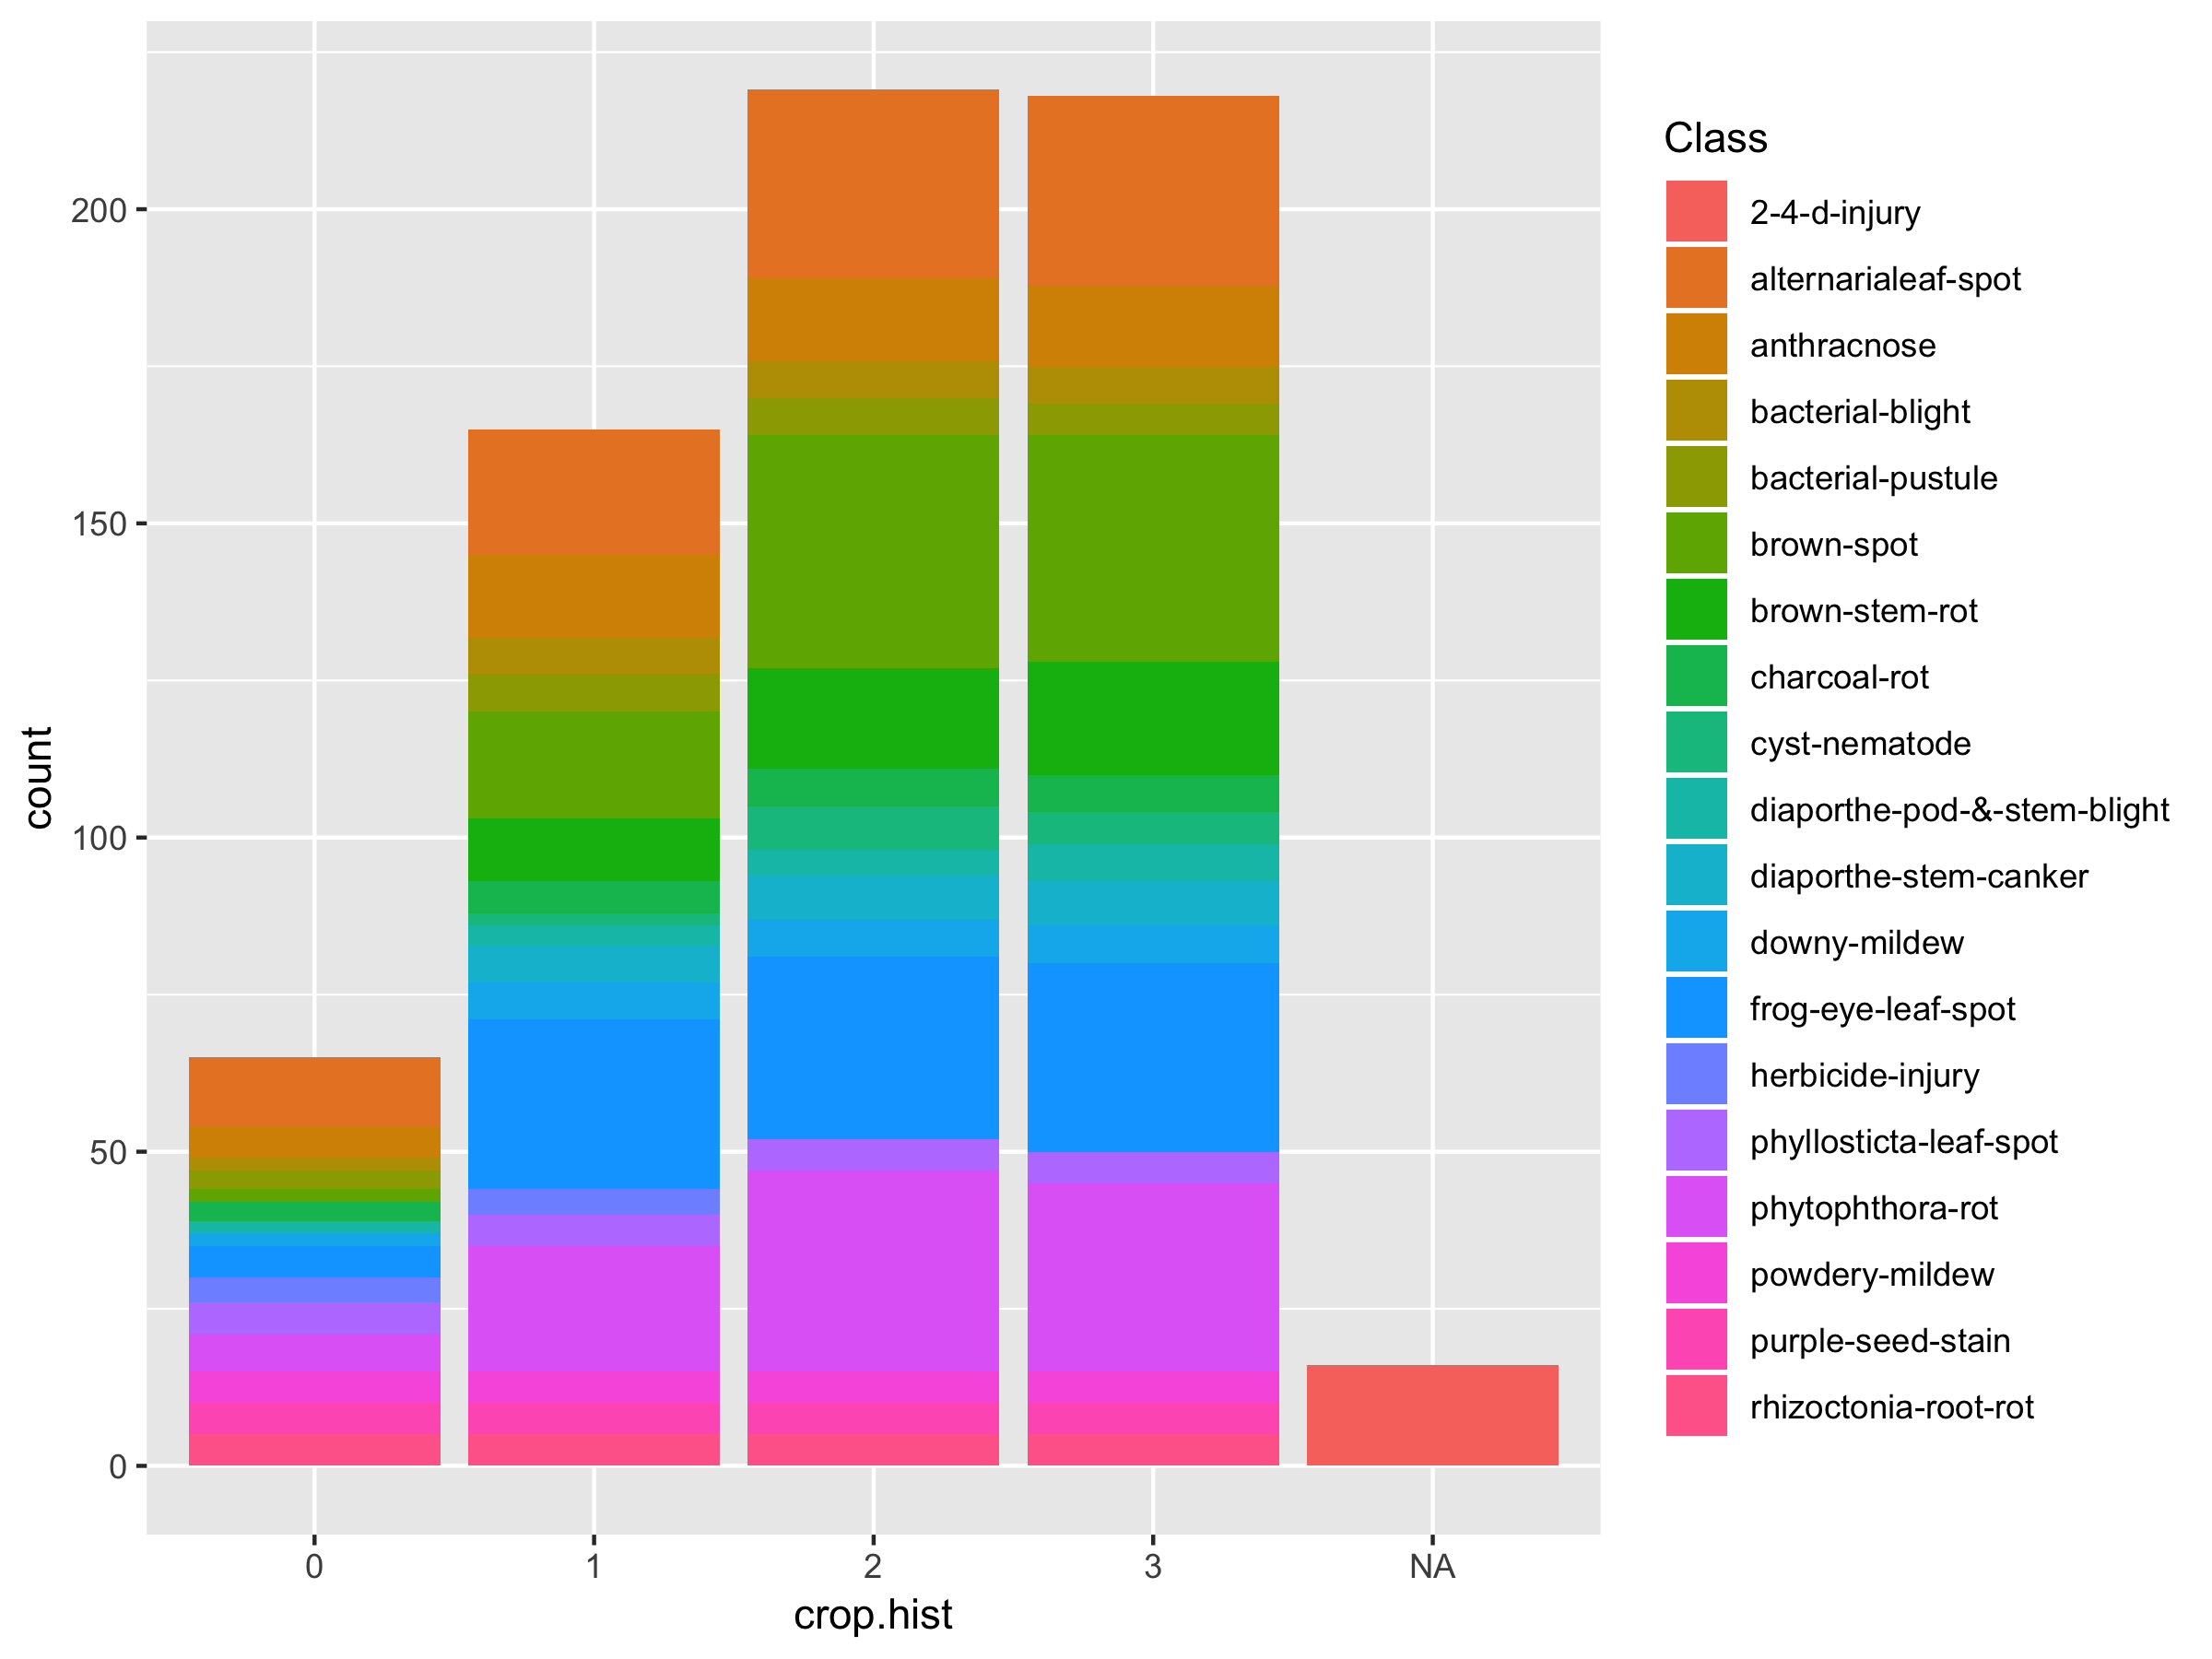 count
200
150
100
50
0
0
1
2
3
NA
crop.hist
Class
2-4-d-injury
alternarialeaf-spot
anthracnose
bacterial-blight
bacterial-pustule
brown-spot
brown-stem-rot
charcoal-rot
cyst-nematode
diaporthe-pod-&-stem-blight
diaporthe-stem-canker
downy-mildew
frog-eye-leaf-spot
herbicide-injury
phyllosticta-leaf-spot
phytophthora-rot
powdery-mildew
purple-seed-stain
rhizoctonia-root-rot